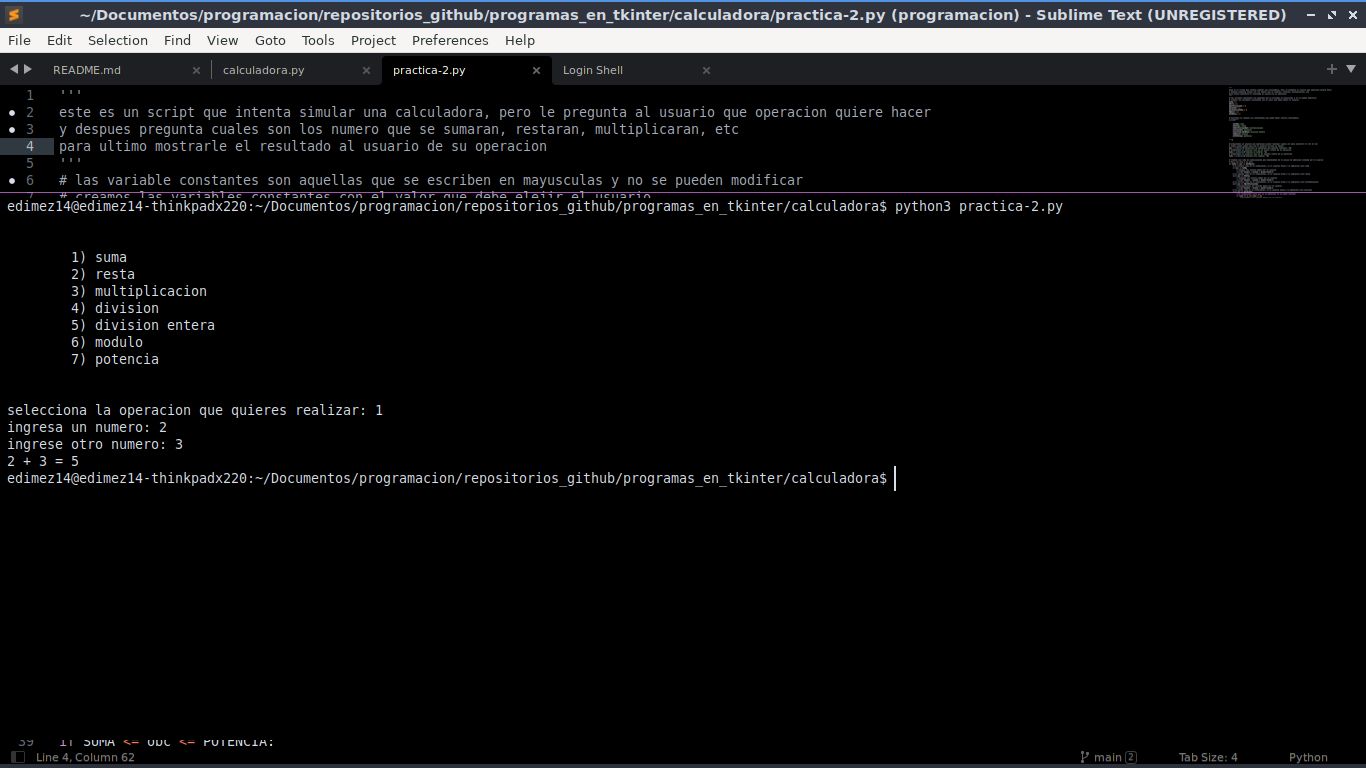 ~/Documentos/programacion/repositorios_github/programas_en_tkinter/calculadora/practica-2.py (programacion) - Sublime Text (UNREGISTERED)
File Edit Selection Find View Goto Tools Project Preferences Help
README.md calculadora.py practica-2.py Login Shell
1 '''
2 este es un script que intenta simular una calculadora, pero le pregunta al usuario que operacion quiere hacer
3 y despues pregunta cuales son los numero que se sumaran, restaran, multiplicaran, etc
4 para ultimo mostrarle el resultado al usuario de su operacion
5 '''
6 # las variable constantes son aquellas que se escriben en mayusculas y no se pueden modificar
7 # creamos las variables constantes con el valor que debe elejir el usuario
edimez14@edimez14-thinkpadx220:~/Documentos/programacion/repositorios_github/programas_en_tkinter/calculadora$ python3 practica-2.py
1) suma
2) resta
3) multiplicacion
4) division
5) division entera
6) modulo
7) potencia
selecciona la operacion que quieres realizar: 1
ingresa un numero: 2
ingrese otro numero: 3
2 + 3 = 5
edimez14@edimez14-thinkpadx220:~/Documentos/programacion/repositorios_github/programas_en_tkinter/calculadora$
39 if SUMA <= opc <= POTENCIA:
Line 4, Column 62 main 2 Tab Size: 4 Python